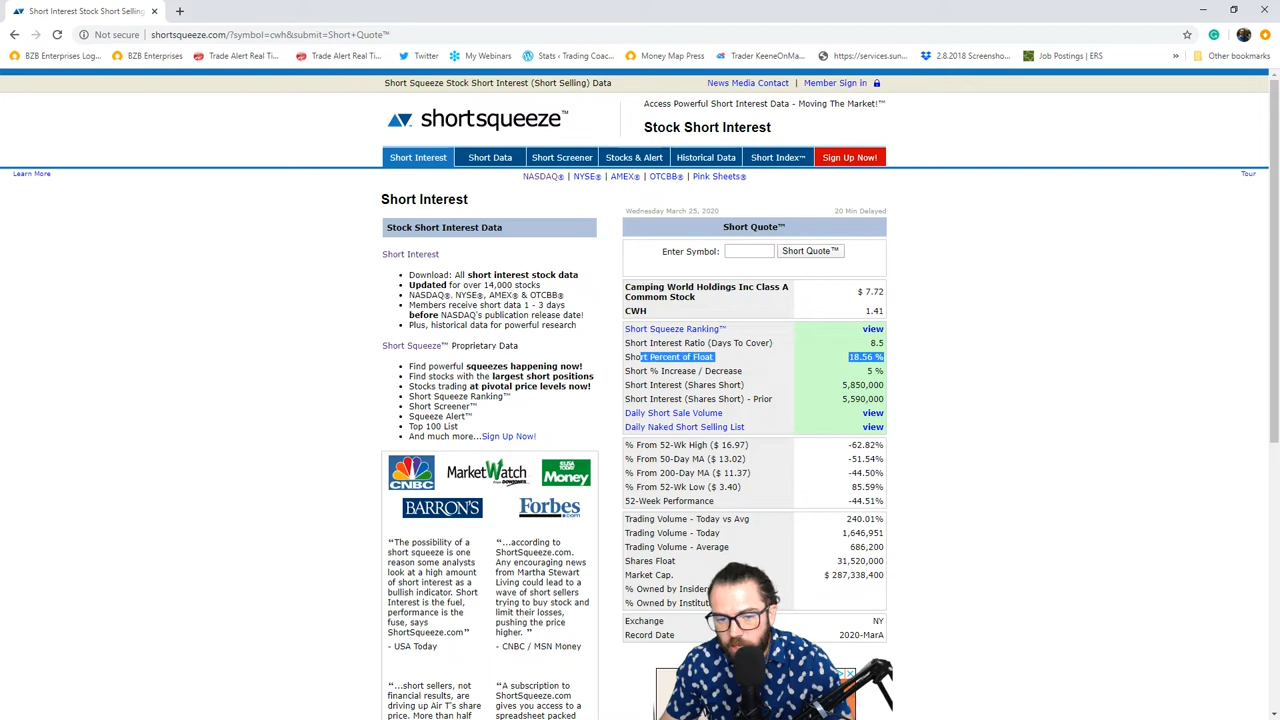 Short Interest Stock Short Selling
Not secure | shortsqueeze.com/?symbol=cwh&submit=Short+Quote™
BZB Enterprises Log...
BZB Enterprises
Trade Alert Real Ti...
Trade Alert Real Ti...
Twitter
My Webinars
Stats ‹ Trading Coac...
Money Map Press
Trader KeeneOnMa...
https://services.sun...
2.8.2018 Screensho...
Job Postings | ERS
»
Other bookmarks
Short Squeeze Stock Short Interest (Short Selling) Data
News Media Contact | Member Sign in
shortsqueeze™
Access Powerful Short Interest Data - Moving The Market!™
Stock Short Interest
Short Interest
Short Data
Short Screener
Stocks & Alert
Historical Data
Short Index™
Sign Up Now!
Learn More
NASDAQ® | NYSE® | AMEX® | OTCBB® | Pink Sheets®
Tour
Short Interest
Stock Short Interest Data
Short Interest
• Download: All short interest stock data
• Updated for over 14,000 stocks
• NASDAQ®, NYSE®, AMEX & OTCBB®
• Members receive short data 1 - 3 days
before NASDAQ's publication release date!
• Plus, historical data for powerful research
Short Squeeze™ Proprietary Data
• Find powerful squeezes happening now!
• Find stocks with the largest short positions
• Stocks trading at pivotal price levels now!
• Short Squeeze Ranking™
• Short Screener™
• Squeeze Alert™
• Top 100 List
• And much more...Sign Up Now!
CNBC
MarketWatch
USA TODAY Money
BARRON'S
Forbes.com
“The possibility of a
short squeeze is one
reason some analysts
look at a high amount
of short interest as a
bullish indicator. Short
Interest is the fuel,
performance is the
fuse, says
ShortSqueeze.com”
- USA Today
“...according to
ShortSqueeze.com.
Any encouraging news
from Martha Stewart
Living could lead to a
wave of short sellers
trying to buy stock and
limit their losses,
pushing the price
higher. ”
- CNBC / MSN Money
“...short sellers, not
financial results, are
driving up Air T's share
price. More than half
“A subscription to
ShortSqueeze.com
gives you access to a
spreadsheet packed
Wednesday March 25, 2020
20 Min Delayed
Short Quote™
Enter Symbol:
Short Quote™
Camping World Holdings Inc Class A
Commom Stock
$ 7.72
CWH 1.41
Short Squeeze Ranking™ view
Short Interest Ratio (Days To Cover) 8.5
Short Percent of Float 18.56 %
Short % Increase / Decrease 5 %
Short Interest (Shares Short) 5,850,000
Short Interest (Shares Short) - Prior 5,590,000
Daily Short Sale Volume view
Daily Naked Short Selling List view
% From 52-Wk High ($ 16.97) -62.82%
% From 50-Day MA ($ 13.02) -51.54%
% From 200-Day MA ($ 11.37) -44.50%
% From 52-Wk Low ($ 3.40) 85.59%
52-Week Performance -44.51%
Trading Volume - Today vs Avg 240.01%
Trading Volume - Today 1,646,951
Trading Volume - Average 686,200
Shares Float 31,520,000
Market Cap. $ 287,338,400
% Owned by Insider
% Owned by Institut
Exchange NY
Record Date 2020-MarA